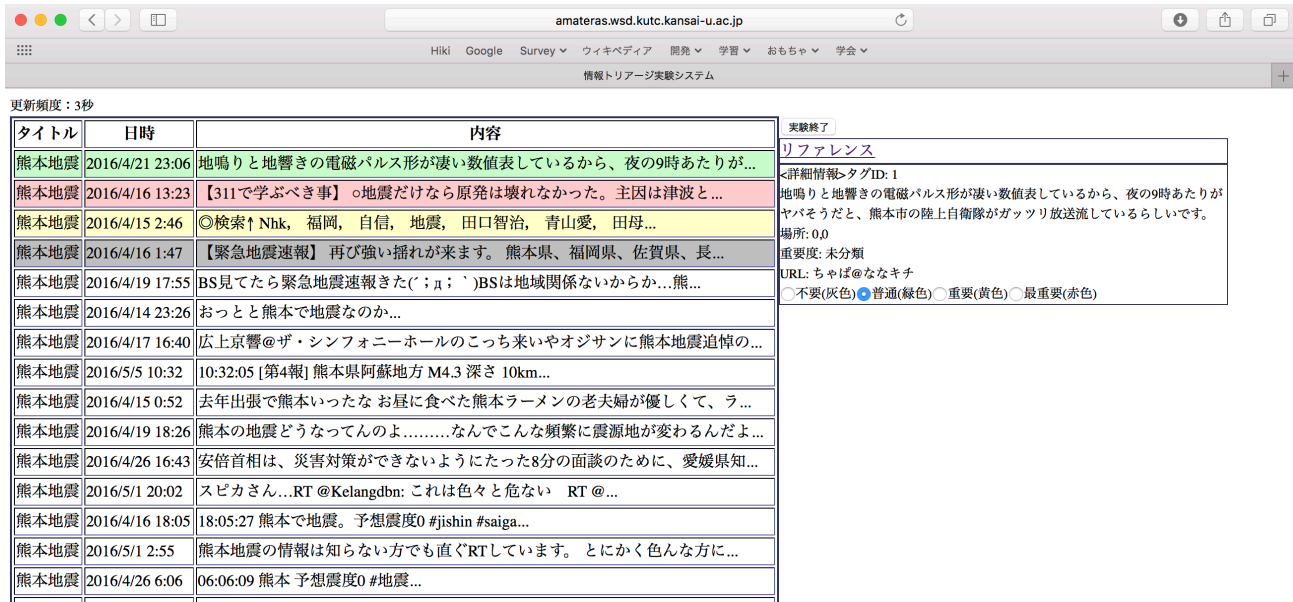 amateras.wsd.kutc.kansai-u.ac.jp
Hiki Google Survey ウィキペディア 開発 学習 おもちゃ 学会
情報トリアージ実験システム
更新頻度：3秒
タイトル 日時 内容
熊本地震 2016/4/21 23:06 地鳴りと地響きの電磁パルス形が凄い数値表しているから、夜の9時あたりが...
熊本地震 2016/4/16 13:23 【311で学ぶべき事】 ○地震だけなら原発は壊れなかった。主因は津波と...
熊本地震 2016/4/15 2:46 ◎検索↑ Nhk, 福岡, 自信, 地震, 田口智治, 青山愛, 田母...
熊本地震 2016/4/16 1:47 【緊急地震速報】 再び強い揺れが来ます。 熊本県、福岡県、佐賀県、長...
熊本地震 2016/4/19 17:55 BS見てたら緊急地震速報きた(´；д；｀)BSは地域関係ないからか…熊...
熊本地震 2016/4/14 23:26 おっとと熊本で地震なのか...
熊本地震 2016/4/17 16:40 広上京響@ザ・シンフォニーホールのこっち来いやオジサンに熊本地震追悼の...
熊本地震 2016/5/5 10:32 10:32:05 [第4報] 熊本県阿蘇地方 M4.3 深さ 10km...
熊本地震 2016/4/15 0:52 去年出張で熊本いったな お昼に食べた熊本ラーメンの老夫婦が優しくて、ラ...
熊本地震 2016/4/19 18:26 熊本の地震どうなってんのよ………なんでこんな頻繁に震源地が変わるんだよ...
熊本地震 2016/4/26 16:43 安倍首相は、災害対策ができないようにたった8分の面談のために、愛媛県知...
熊本地震 2016/5/1 20:02 スピカさん…RT @Kelangdbn: これは色々と危ない　RT @...
熊本地震 2016/4/16 18:05 18:05:27 熊本で地震。予想震度0 #jishin #saiga...
熊本地震 2016/5/1 2:55 熊本地震の情報は知らない方でも直ぐRTしています。 とにかく色んな方に...
熊本地震 2016/4/26 6:06 06:06:09 熊本 予想震度0 #地震...
実験終了
リファレンス
<詳細情報>タグID: 1
地鳴りと地響きの電磁パルス形が凄い数値表しているから、夜の9時あたりが
ヤバそうだと、熊本市の陸上自衛隊がガッツリ放送流しているらしいです。
場所: 0,0
重要度: 未分類
URL: ちゃぱ@ななキチ
不要(灰色) 普通(緑色) 重要(黄色) 最重要(赤色)